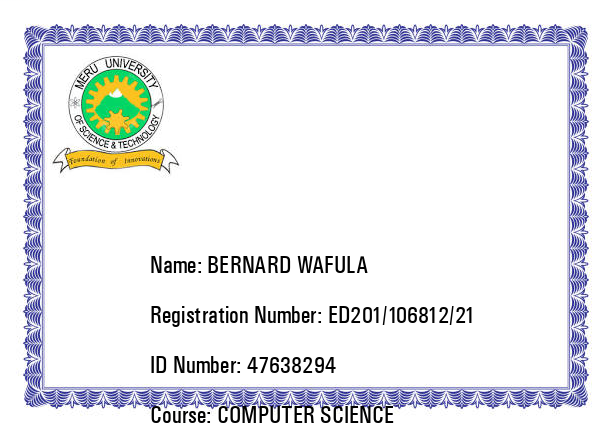 MERU UNIVERSITY
OF SCIENCE & TECHNOLOGY
Foundation of Innovations
Name: BERNARD WAFULA
Registration Number: ED201/106812/21
ID Number: 47638294
Course: COMPUTER SCIENCE